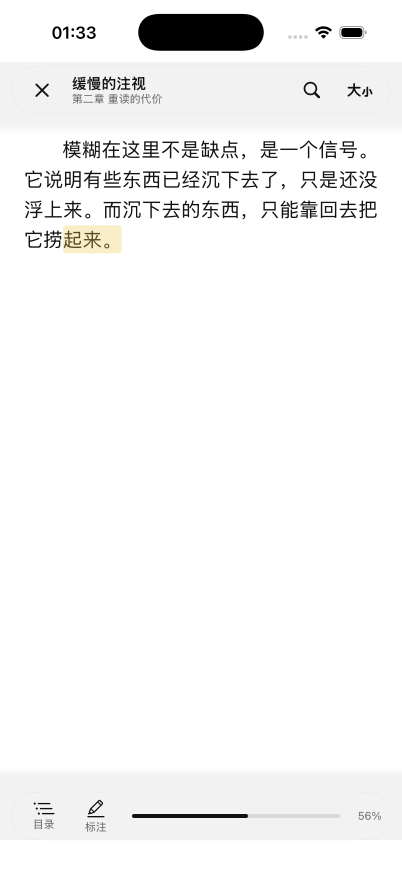 01:33
缓慢的注视
第二章 重读的代价
大小
模糊在这里不是缺点，是一个信号。
它说明有些东西已经沉下去了，只是还没
浮上来。而沉下去的东西，只能靠回去把
它捞起来。
目录
标注
56%